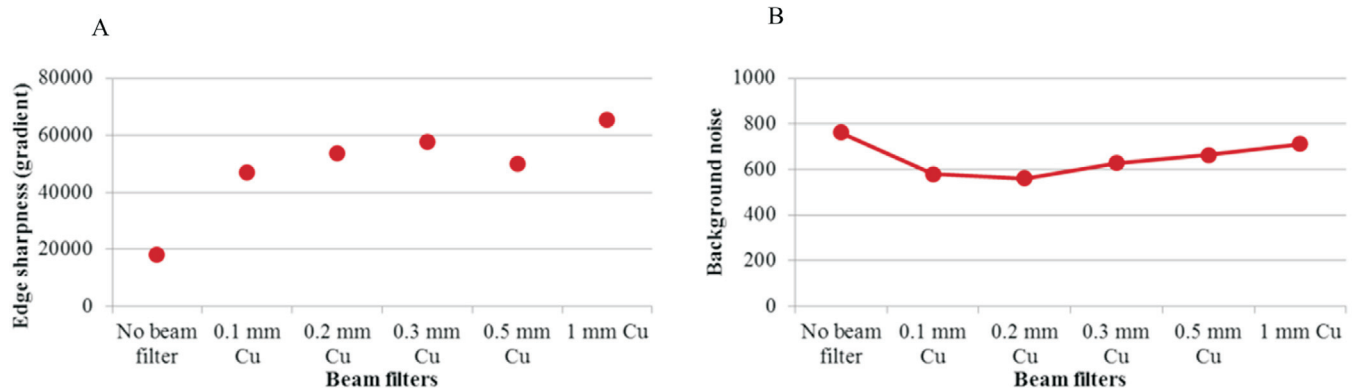 A
Edge sharpness (gradient)
80000
60000
40000
20000
0
No beam
filter
0.1 mm
Cu
0.2 mm
Cu
0.3 mm
Cu
0.5 mm
Cu
1 mm Cu
Beam filters
B
Background noise
1000
800
600
400
200
0
No beam
filter
0.1 mm
Cu
0.2 mm
Cu
0.3 mm
Cu
0.5 mm
Cu
1 mm Cu
Beam filters